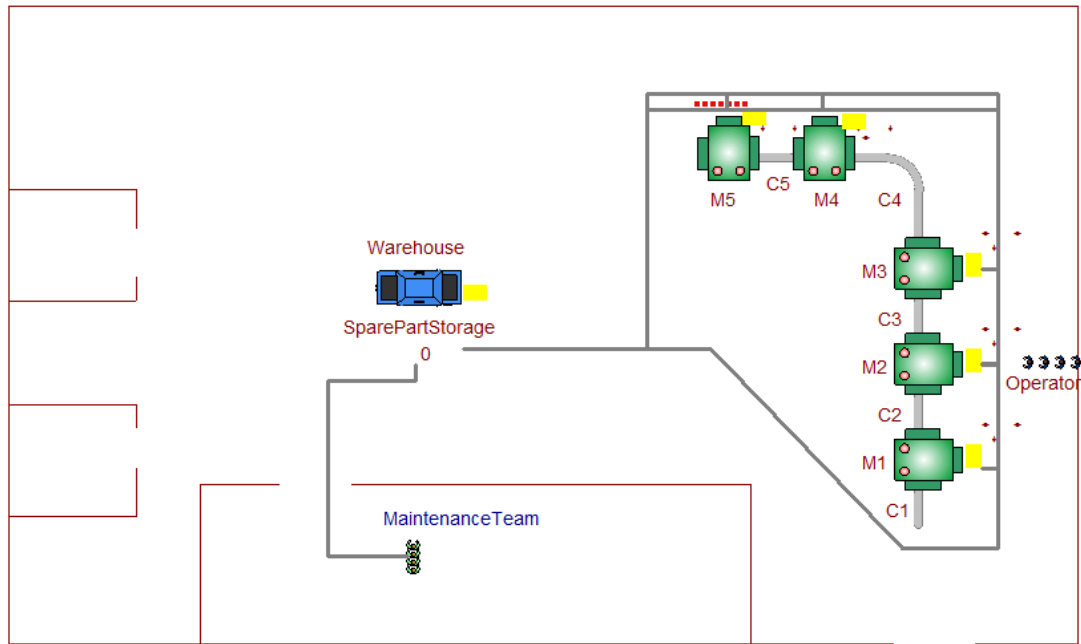 M5
C5
M4
C4
Warehouse
M3
SparePartStorage
C3
0
M2
Operator
C2
M1
C1
MaintenanceTeam